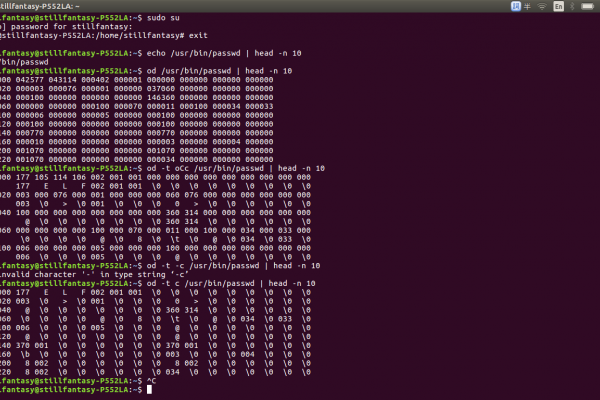 stillfantasy@stillfantasy-P552LA: ~
En
lfantasy@stillfantasy-P552LA:~$ sudo su
] password for stillfantasy:
@stillfantasy-P552LA:/home/stillfantasy# exit
lfantasy@stillfantasy-P552LA:~$ echo /usr/bin/passwd | head -n 10
/bin/passwd
lfantasy@stillfantasy-P552LA:~$ od /usr/bin/passwd | head -n 10
000 042577 043114 000402 000001 000000 000000 000000 000000
020 000003 000076 000001 000000 037060 000000 000000 000000
040 000100 000000 000000 000000 146360 000000 000000 000000
060 000000 000000 000100 000070 000011 000100 000034 000033
100 000006 000000 000005 000000 000100 000000 000000 000000
120 000100 000000 000000 000000 000100 000000 000000 000000
140 000770 000000 000000 000000 000770 000000 000000 000000
160 000010 000000 000000 000000 000003 000000 000004 000000
200 001070 000000 000000 000000 001070 000000 000000 000000
220 001070 000000 000000 000000 000034 000000 000000 000000
lfantasy@stillfantasy-P552LA:~$ od -t oCc /usr/bin/passwd | head -n 10
000 177 105 114 106 002 001 001 000 000 000 000 000 000 000 000 000
177 E L F 002 001 001 \0 \0 \0 \0 \0 \0 \0 \0 \0
020 003 000 076 000 001 000 000 000 060 076 000 000 000 000 000 000
003 \0 > \0 001 \0 \0 \0 0 > \0 \0 \0 \0 \0 \0
040 100 000 000 000 000 000 000 000 360 314 000 000 000 000 000 000
@ \0 \0 \0 \0 \0 \0 \0 360 314 \0 \0 \0 \0 \0 \0
060 000 000 000 000 100 000 070 000 011 000 100 000 034 000 033 000
\0 \0 \0 \0 @ \0 8 \0 \t \0 @ \0 034 \0 033 \0
100 006 000 000 000 005 000 000 000 100 000 000 000 000 000 000 000
006 \0 \0 \0 005 \0 \0 \0 @ \0 \0 \0 \0 \0 \0 \0
lfantasy@stillfantasy-P552LA:~$ od -t -c /usr/bin/passwd | head -n 10
invalid character '-' in type string ‘-c’
lfantasy@stillfantasy-P552LA:~$ od -t c /usr/bin/passwd | head -n 10
000 177 E L F 002 001 001 \0 \0 \0 \0 \0 \0 \0 \0 \0
020 003 \0 > \0 001 \0 \0 \0 0 > \0 \0 \0 \0 \0 \0
040 @ \0 \0 \0 \0 \0 \0 \0 360 314 \0 \0 \0 \0 \0 \0
060 \0 \0 \0 \0 @ \0 8 \0 \t \0 @ \0 034 \0 033 \0
100 006 \0 \0 \0 005 \0 \0 \0 @ \0 \0 \0 \0 \0 \0 \0
120 @ \0 \0 \0 \0 \0 \0 \0 @ \0 \0 \0 \0 \0 \0 \0
140 370 001 \0 \0 \0 \0 \0 \0 370 001 \0 \0 \0 \0 \0 \0
160 \b \0 \0 \0 \0 \0 \0 \0 003 \0 \0 \0 004 \0 \0 \0
200 8 002 \0 \0 \0 \0 \0 \0 8 002 \0 \0 \0 \0 \0 \0
220 8 002 \0 \0 \0 \0 \0 \0 034 \0 \0 \0 \0 \0 \0 \0
lfantasy@stillfantasy-P552LA:~$ ^C
lfantasy@stillfantasy-P552LA:~$